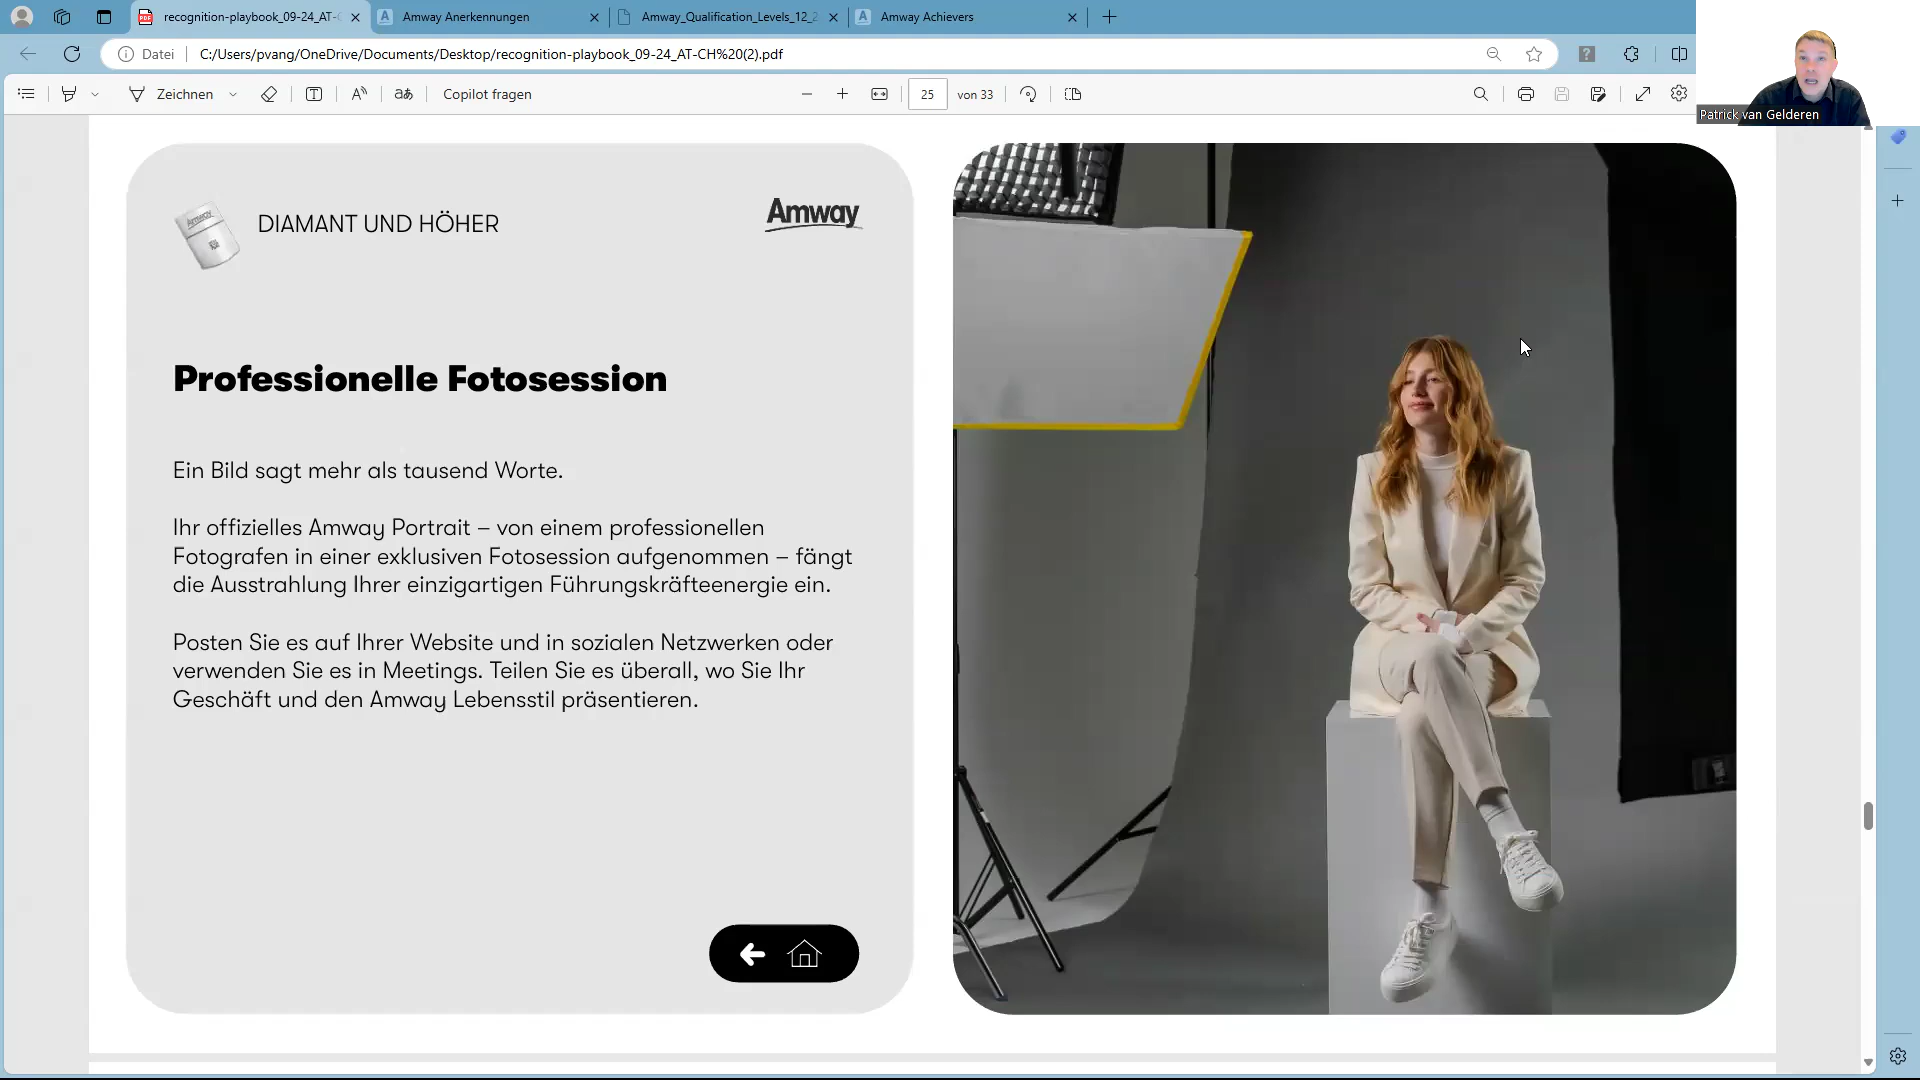 recognition-playbook_09-24_AT-C
Amway Anerkennungen
Amway_Qualification_Levels_12_2
Amway Achievers
Datei
C:/Users/pvang/OneDrive/Documents/Desktop/recognition-playbook_09-24_AT-CH%20(2).pdf
Zeichnen
Copilot fragen
25
von 33
Patrick van Gelderen
Amway
DIAMANT UND HÖHER
Amway
Professionelle Fotosession
Ein Bild sagt mehr als tausend Worte.
Ihr offizielles Amway Portrait – von einem professionellen
Fotografen in einer exklusiven Fotosession aufgenommen – fängt
die Ausstrahlung Ihrer einzigartigen Führungskräfteenergie ein.
Posten Sie es auf Ihrer Website und in sozialen Netzwerken oder
verwenden Sie es in Meetings. Teilen Sie es überall, wo Sie Ihr
Geschäft und den Amway Lebensstil präsentieren.